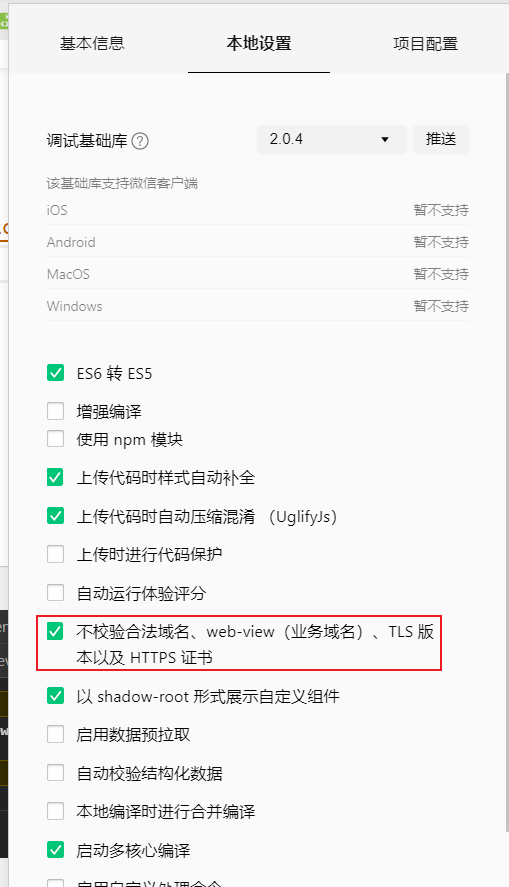 基本信息
本地设置
项目配置
调试基础库
2.0.4
推送
该基础库支持微信客户端
iOS
暂不支持
Android
暂不支持
MacOS
暂不支持
Windows
暂不支持
ES6 转 ES5
增强编译
使用 npm 模块
上传代码时样式自动补全
上传代码时自动压缩混淆 （UglifyJs）
上传时进行代码保护
自动运行体验评分
不校验合法域名、web-view（业务域名）、TLS 版
本以及 HTTPS 证书
以 shadow-root 形式展示自定义组件
启用数据预拉取
自动校验结构化数据
本地编译时进行合并编译
启动多核心编译